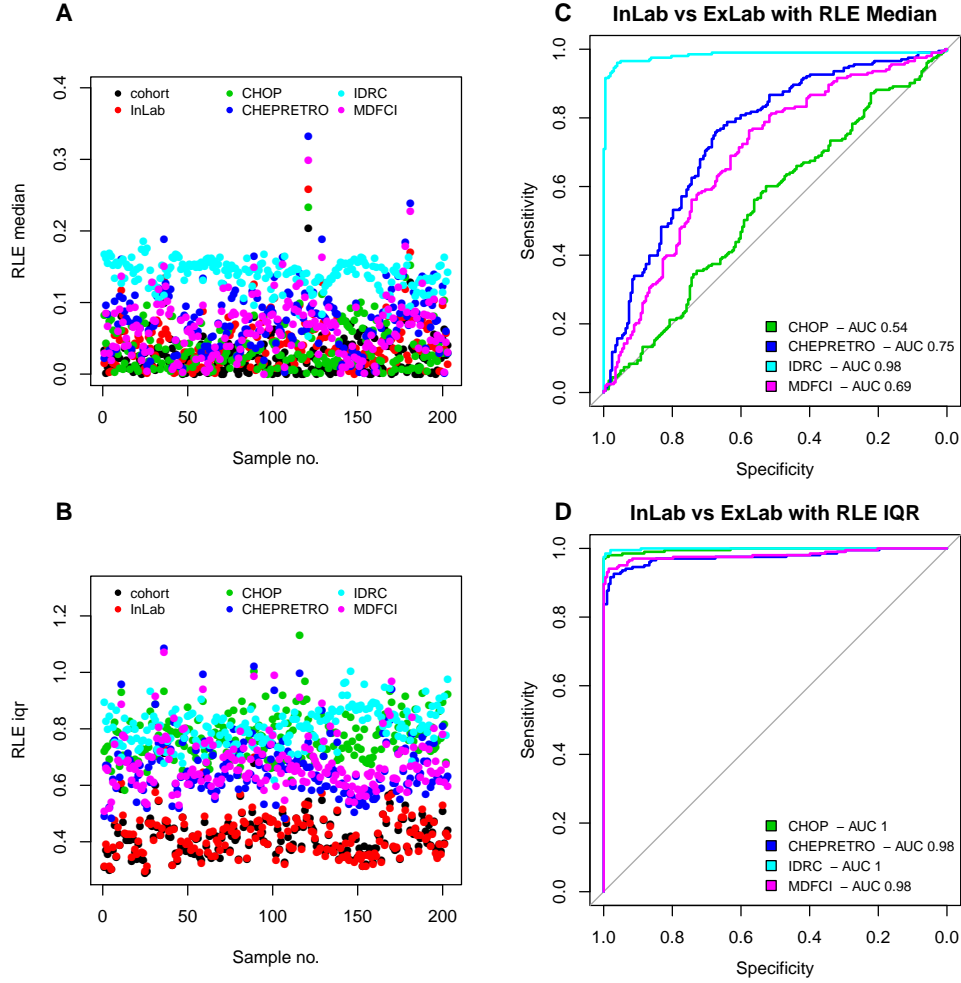 A
RLE median
0.0
0.1
0.2
0.3
0.4
cohort
InLab
CHOP
CHEPRETRO
IDRC
MDFCI
0
50
100
150
200
Sample no.
C
InLab vs ExLab with RLE Median
Sensitivity
0.0
0.2
0.4
0.6
0.8
1.0
CHOP – AUC 0.54
CHEPRETRO – AUC 0.75
IDRC – AUC 0.98
MDFCI – AUC 0.69
1.0
0.8
0.6
0.4
0.2
0.0
Specificity
B
RLE iqr
0.4
0.6
0.8
1.0
1.2
cohort
InLab
CHOP
CHEPRETRO
IDRC
MDFCI
0
50
100
150
200
Sample no.
D
InLab vs ExLab with RLE IQR
Sensitivity
0.0
0.2
0.4
0.6
0.8
1.0
CHOP – AUC 1
CHEPRETRO – AUC 0.98
IDRC – AUC 1
MDFCI – AUC 0.98
1.0
0.8
0.6
0.4
0.2
0.0
Specificity